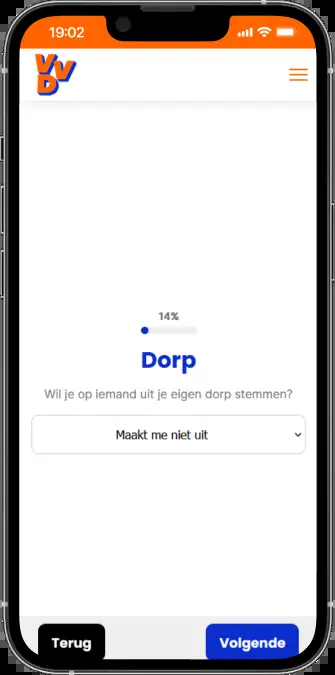 19:02
VVD
14%
Dorp
Wil je op iemand uit je eigen dorp stemmen?
Maakt me niet uit
Terug
Volgende